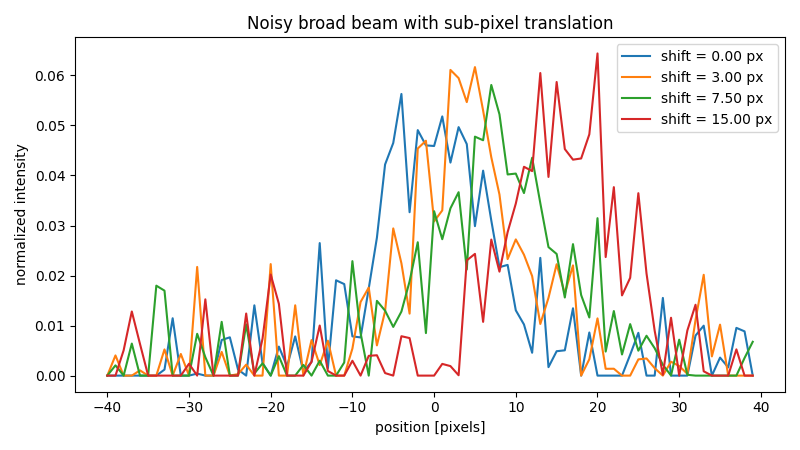 Noisy broad beam with sub-pixel translation
shift = 0.00 px
shift = 3.00 px
shift = 7.50 px
shift = 15.00 px
normalized intensity
0.06
0.05
0.04
0.03
0.02
0.01
0.00
−40 −30 −20 −10 0 10 20 30 40
position [pixels]